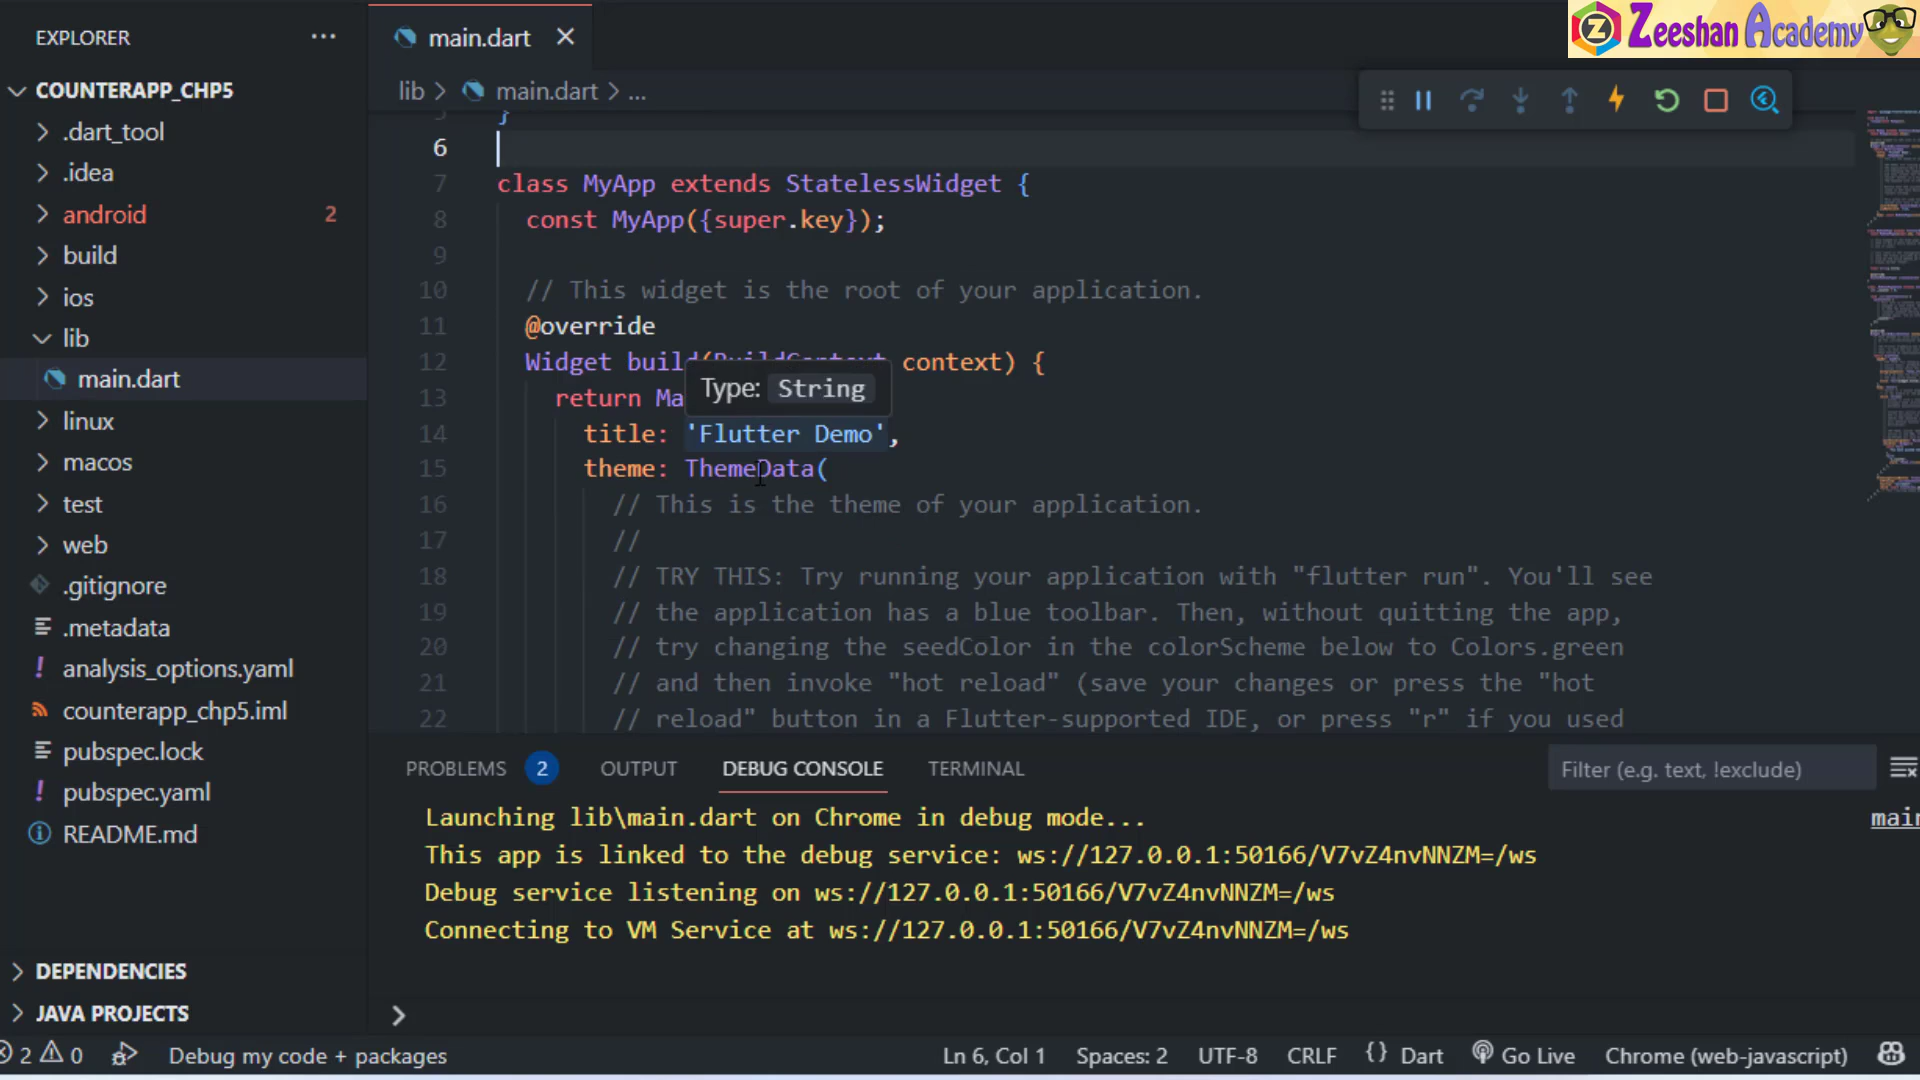 EXPLORER
COUNTERAPP_CHP5
.dart_tool
.idea
android 2
build
ios
lib
main.dart
linux
macos
test
web
.gitignore
.metadata
analysis_options.yaml
counterapp_chp5.iml
pubspec.lock
pubspec.yaml
README.md
DEPENDENCIES
JAVA PROJECTS
main.dart
Zeeshan Academy
lib > main.dart > ...
5 }
6
7 class MyApp extends StatelessWidget {
8 const MyApp({super.key});
9
10 // This widget is the root of your application.
11 @override
12 Widget build(BuildContext context) {
Type: String
13 return Ma
14 title: 'Flutter Demo',
15 theme: ThemeData(
16 // This is the theme of your application.
17 //
18 // TRY THIS: Try running your application with "flutter run". You'll see
19 // the application has a blue toolbar. Then, without quitting the app,
20 // try changing the seedColor in the colorScheme below to Colors.green
21 // and then invoke "hot reload" (save your changes or press the "hot
22 // reload" button in a Flutter-supported IDE, or press "r" if you used
PROBLEMS 2 OUTPUT DEBUG CONSOLE TERMINAL Filter (e.g. text, !exclude)
Launching lib\main.dart on Chrome in debug mode... main
This app is linked to the debug service: ws://127.0.0.1:50166/V7vZ4nvNNZM=/ws
Debug service listening on ws://127.0.0.1:50166/V7vZ4nvNNZM=/ws
Connecting to VM Service at ws://127.0.0.1:50166/V7vZ4nvNNZM=/ws
2 0 Debug my code + packages Ln 6, Col 1 Spaces: 2 UTF-8 CRLF {} Dart Go Live Chrome (web-javascript)